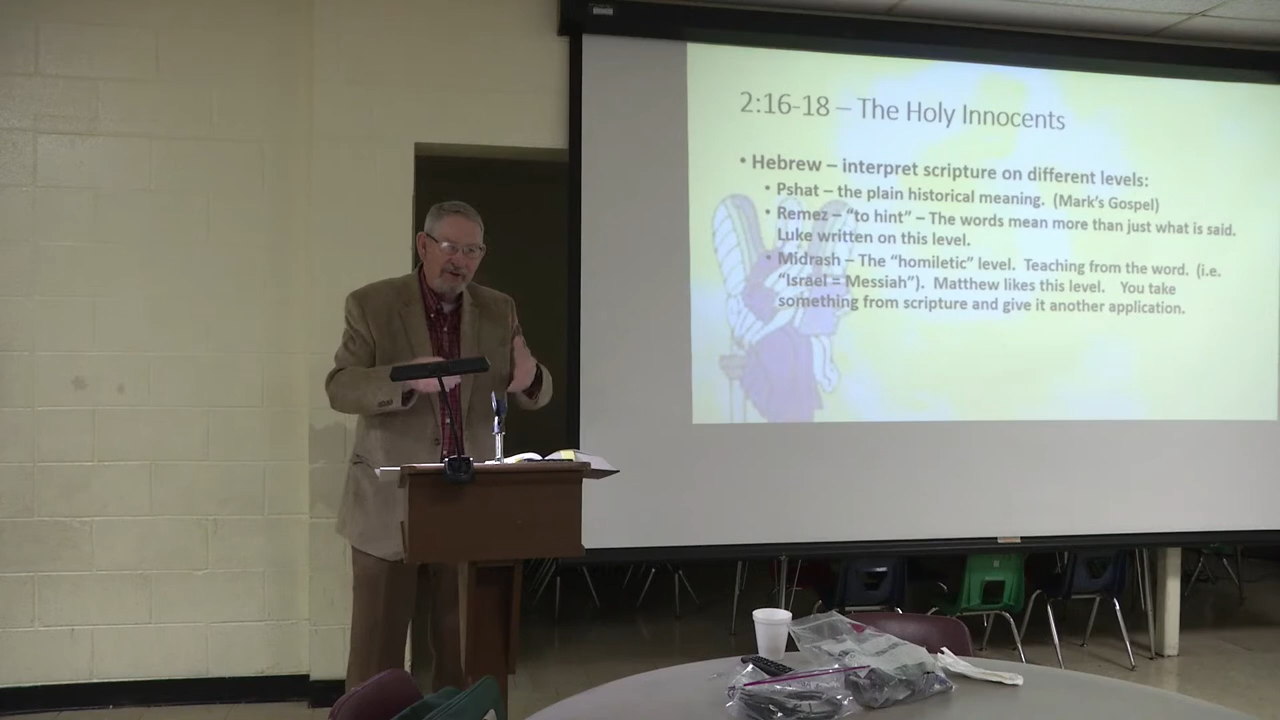 2:16-18 – The Holy Innocents
• Hebrew – interpret scripture on different levels:
• Pshat – the plain historical meaning. (Mark's Gospel)
• Remez – "to hint" – The words mean more than just what is said.
Luke written on this level.
• Midrash – The "homiletic" level. Teaching from the word. (i.e.
"Israel = Messiah"). Matthew likes this level. You take
something from scripture and give it another application.